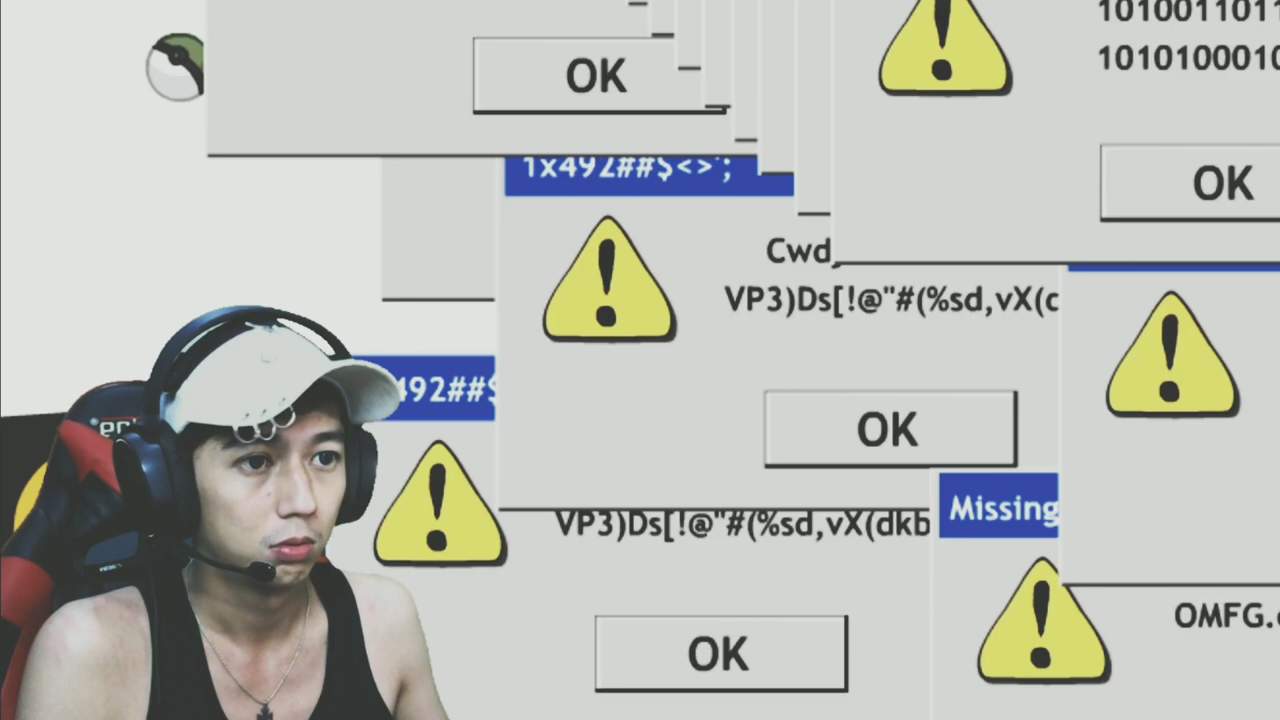 1010011011
1010100010
OK
OK
1x492##$<>';
Cwd
VP3)Ds[!@"#(%sd,vX(c
492##$
OK
Missing
VP3)Ds[!@"#(%sd,vX(dkb
OMFG.
OK